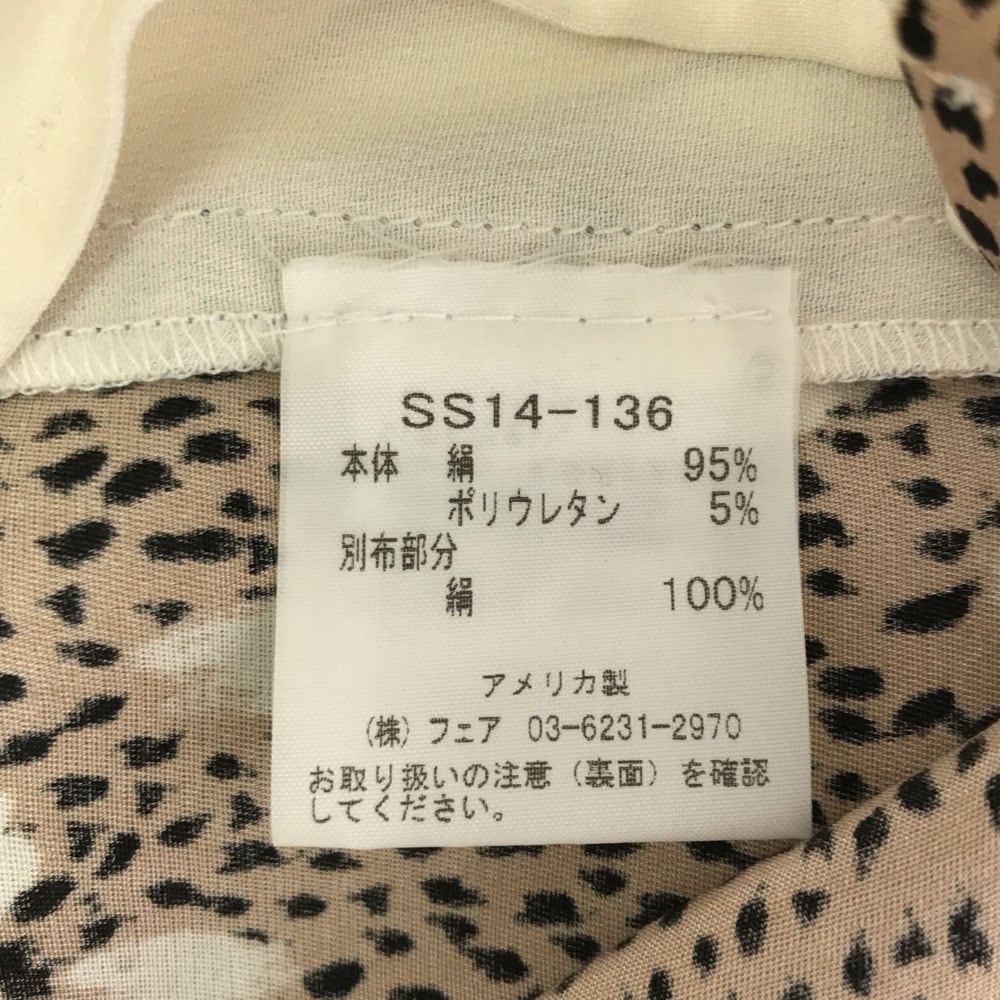 SS14-136
本体 絹 95%
ポリウレタン 5%
別布部分
絹 100%
アメリカ製
(株) フェア 03-6231-2970
お取り扱いの注意（裏面）を確認
してください。